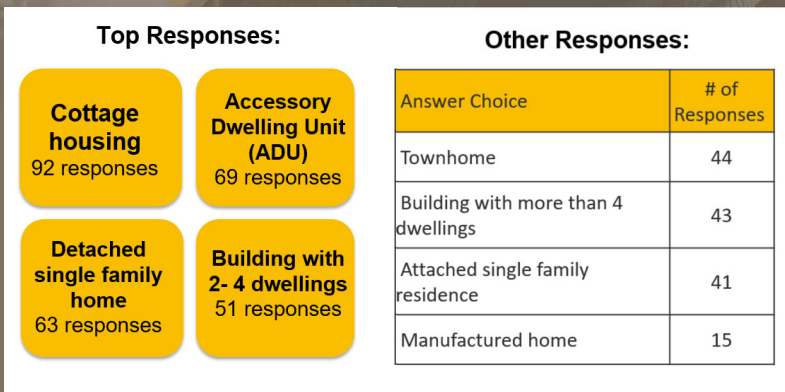 Top Responses:
Cottage
housing
92 responses
Accessory
Dwelling Unit
(ADU)
69 responses
Detached
single family
home
63 responses
Building with
2- 4 dwellings
51 responses
Other Responses:
Answer Choice
# of
Responses
Townhome
44
Building with more than 4
dwellings
43
Attached single family
residence
41
Manufactured home
15